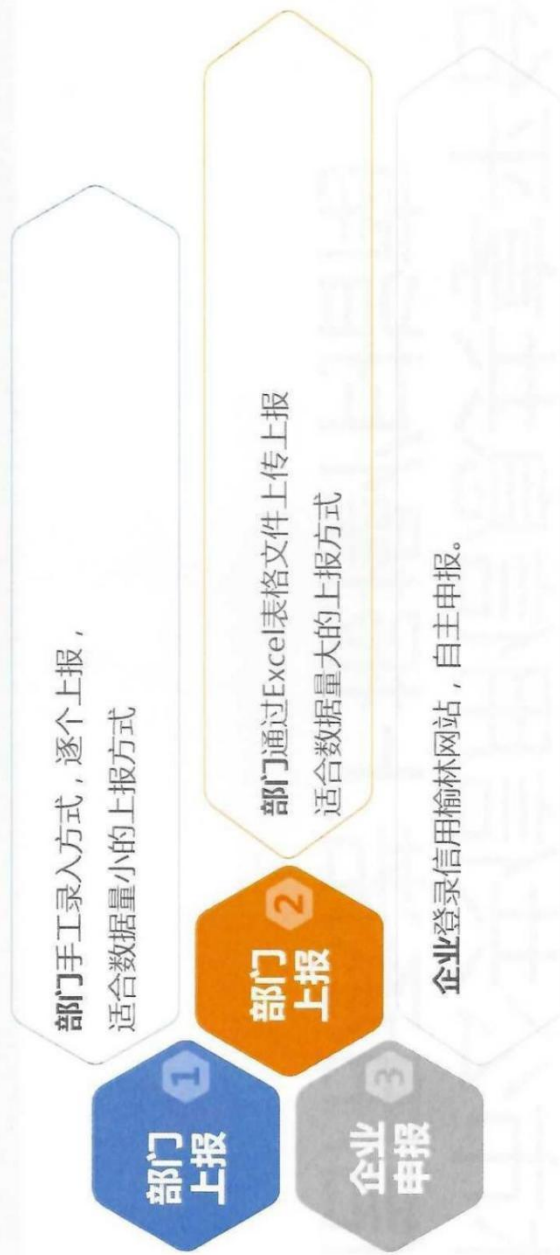 1
部门
上报
部门手工录入方式，逐个上报，
适合数据量小的上报方式
2
部门
上报
部门通过Excel表格文件上传上报
适合数据量大的上报方式
3
企业
申报
企业登录信用榆林网站，自主申报。